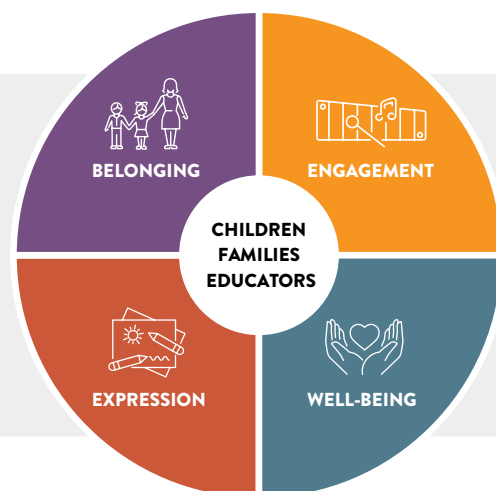 BELONGING
ENGAGEMENT
CHILDREN
FAMILIES
EDUCATORS
EXPRESSION
WELL-BEING